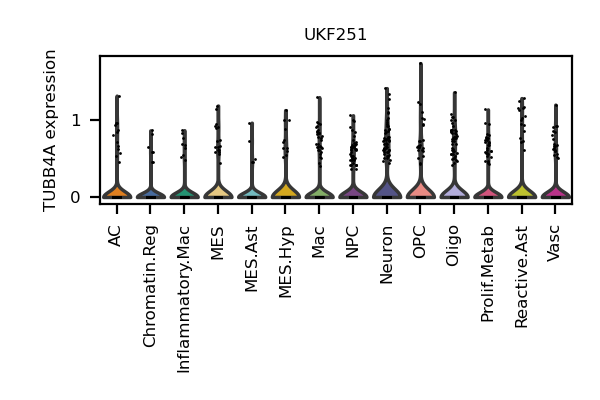 UKF251
TUBB4A expression
1
0
AC
Chromatin.Reg
Inflammatory.Mac
MES
MES.Ast
MES.Hyp
Mac
NPC
Neuron
OPC
Oligo
Prolif.Metab
Reactive.Ast
Vasc